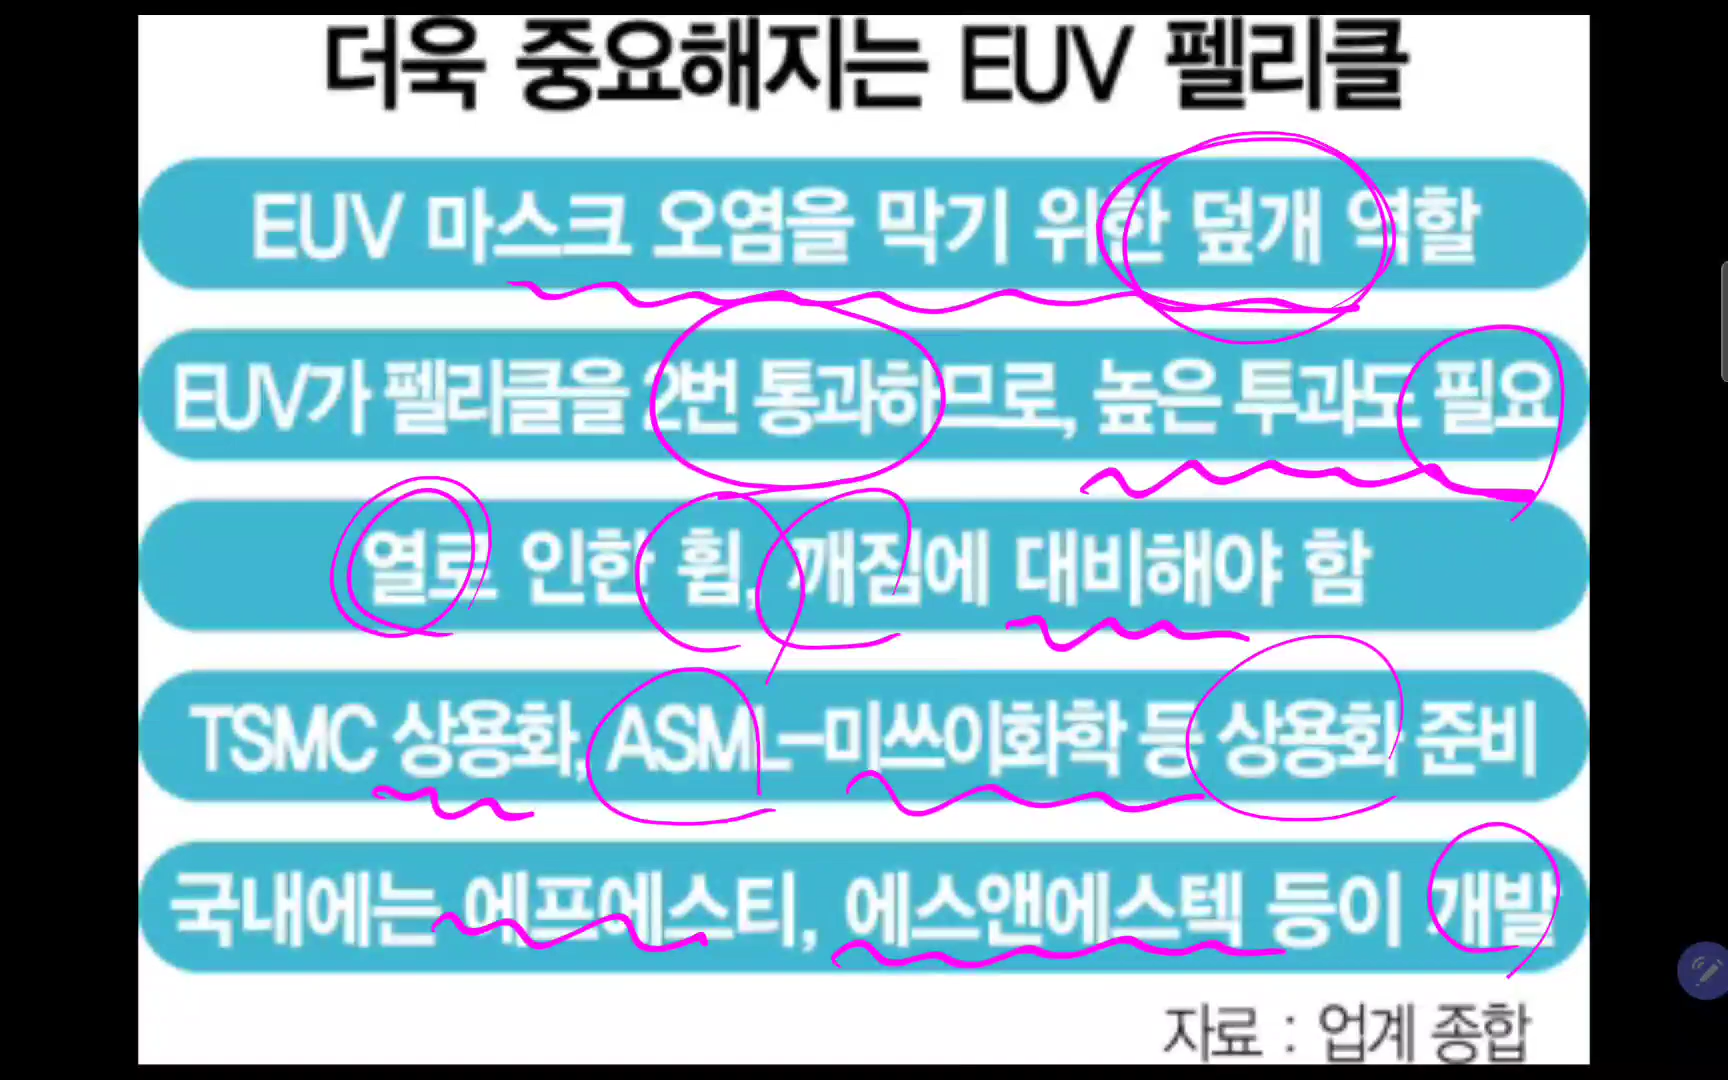 더욱 중요해지는 EUV 펠리클
EUV 마스크 오염을 막기 위한 덮개 역할
EUV가 펠리클을 2번 통과하므로, 높은 투과도 필요
열로 인한 휩, 깨짐에 대비해야 함
TSMC 상용화, ASML-미쓰이화학 등 상용화 준비
국내에는 에프에스티, 에스앤에스텍 등이 개발
자료 : 업계 종합